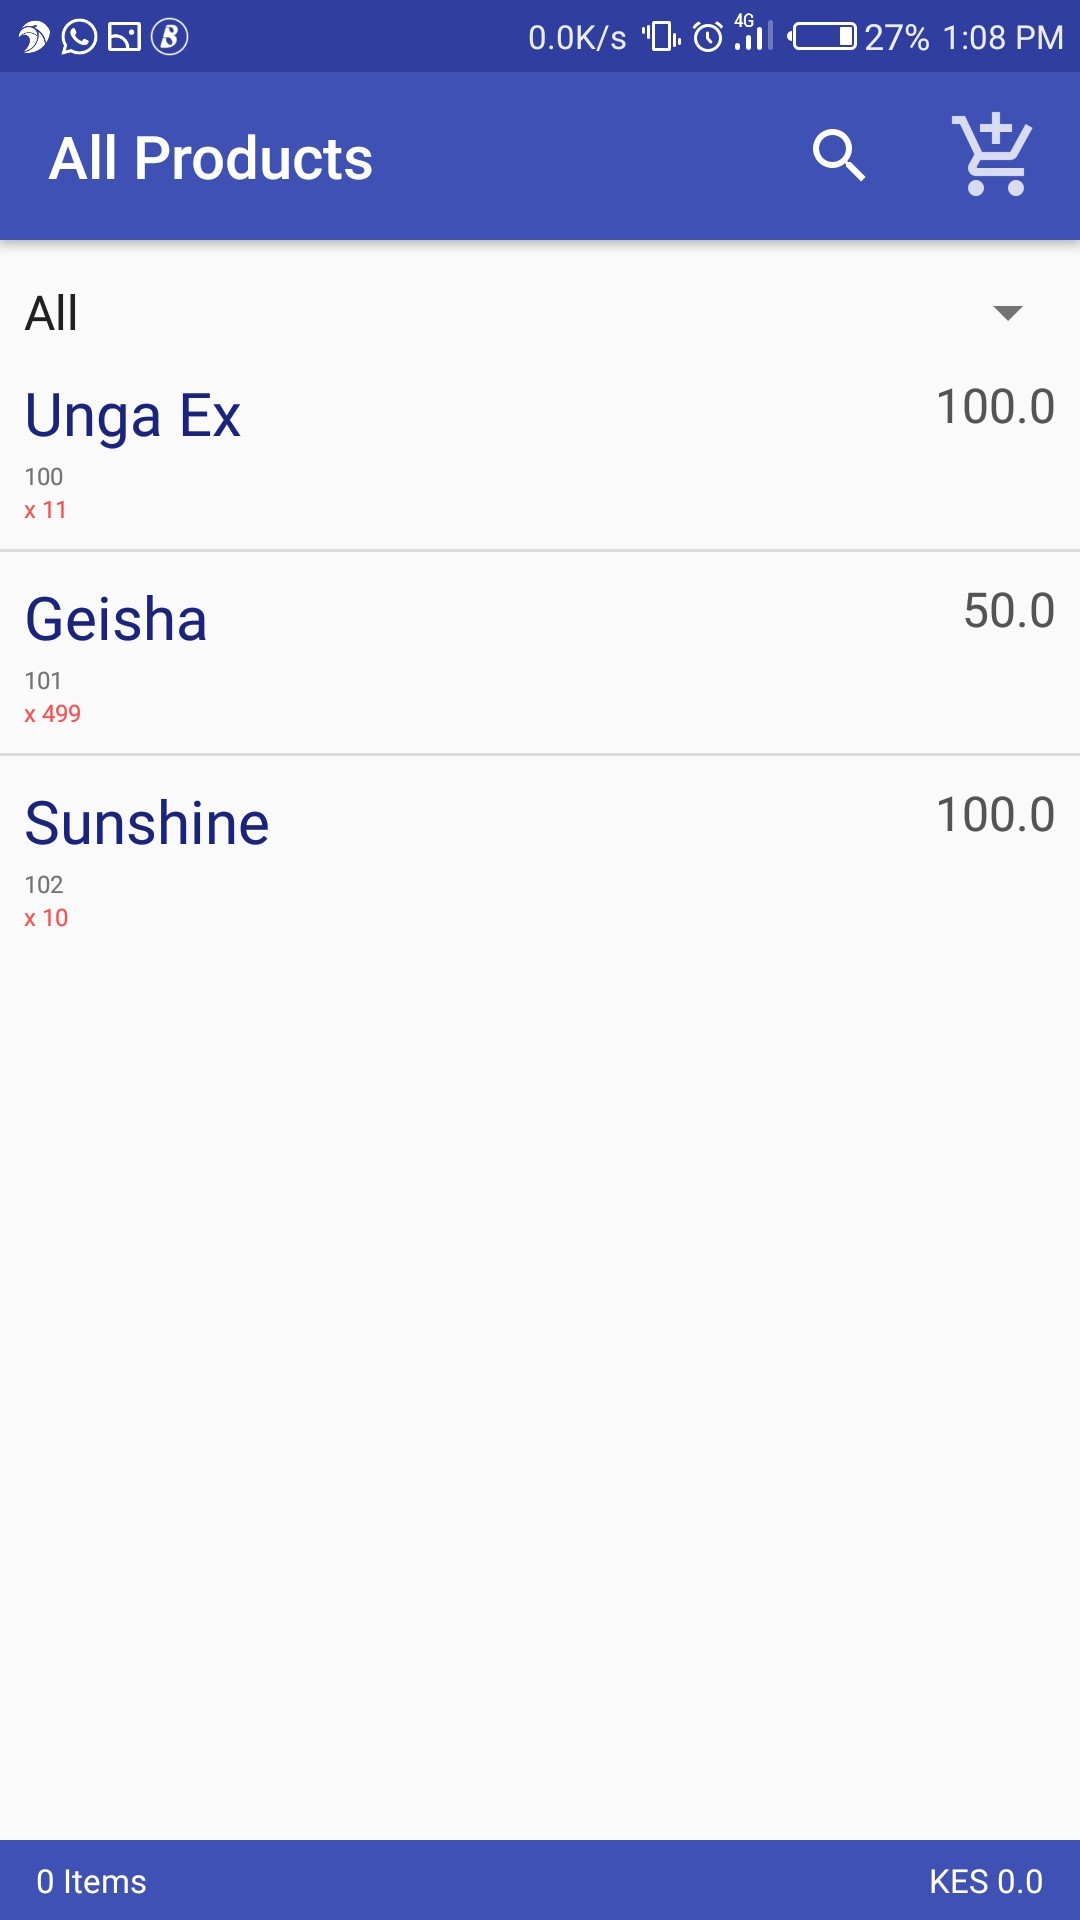 0.0K/s 4G 27% 1:08 PM
All Products
All
Unga Ex 100.0
100
x 11
Geisha 50.0
101
x 499
Sunshine 100.0
102
x 10
0 Items KES 0.0